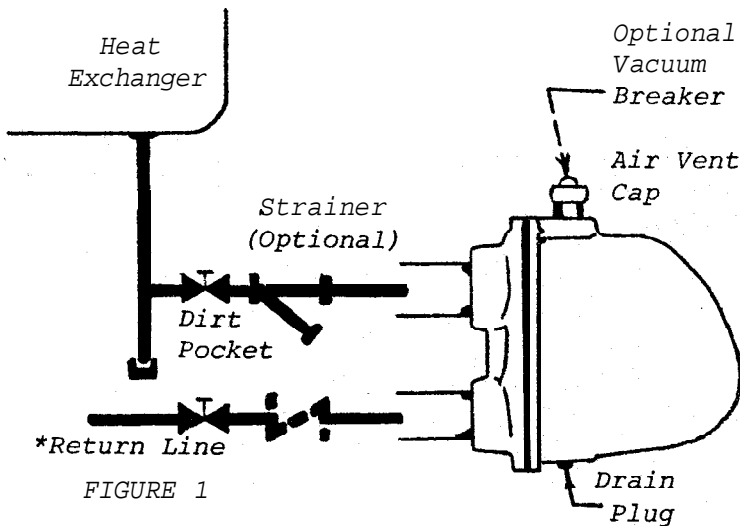 Heat
Exchanger
Optional
Vacuum
Breaker
Air Vent
Cap
Strainer
(Optional)
Dirt
Pocket
*Return Line
FIGURE 1
Drain
Plug